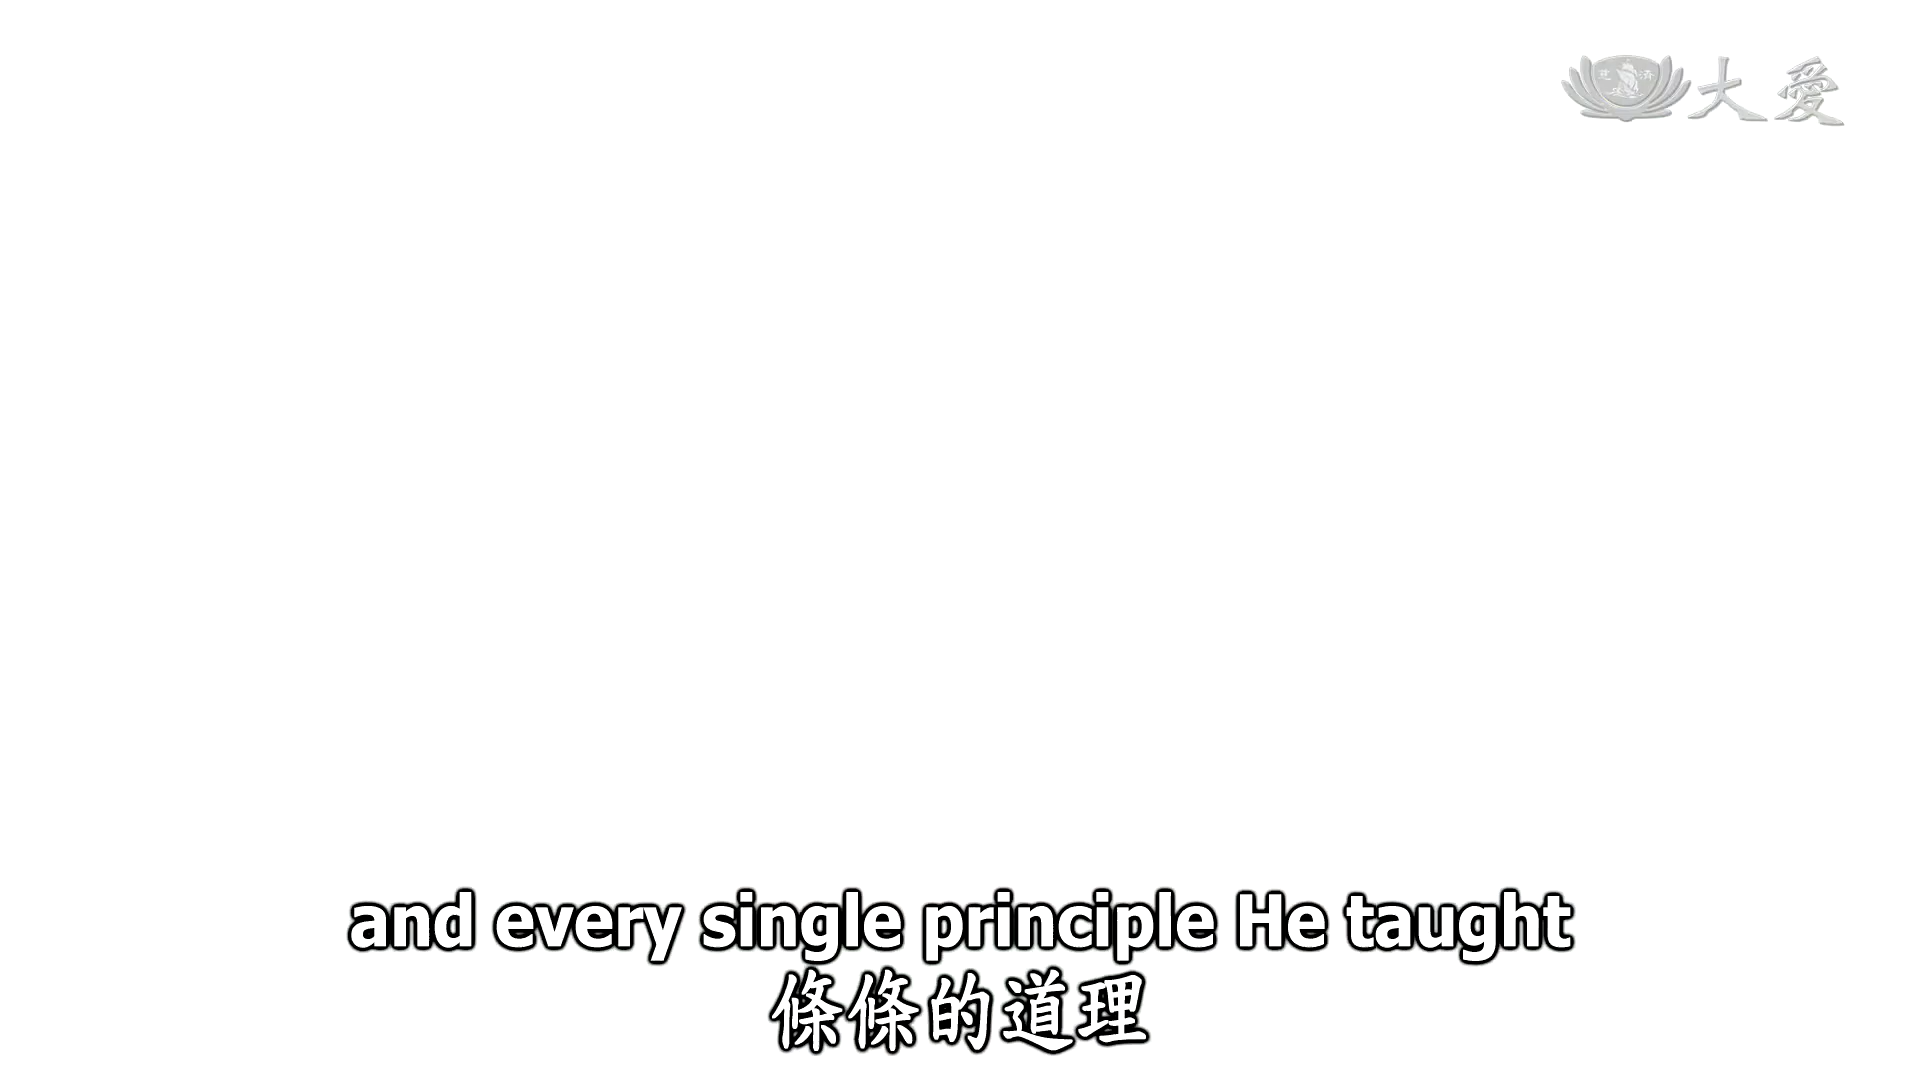 大愛
and every single principle He taught
條條的道理